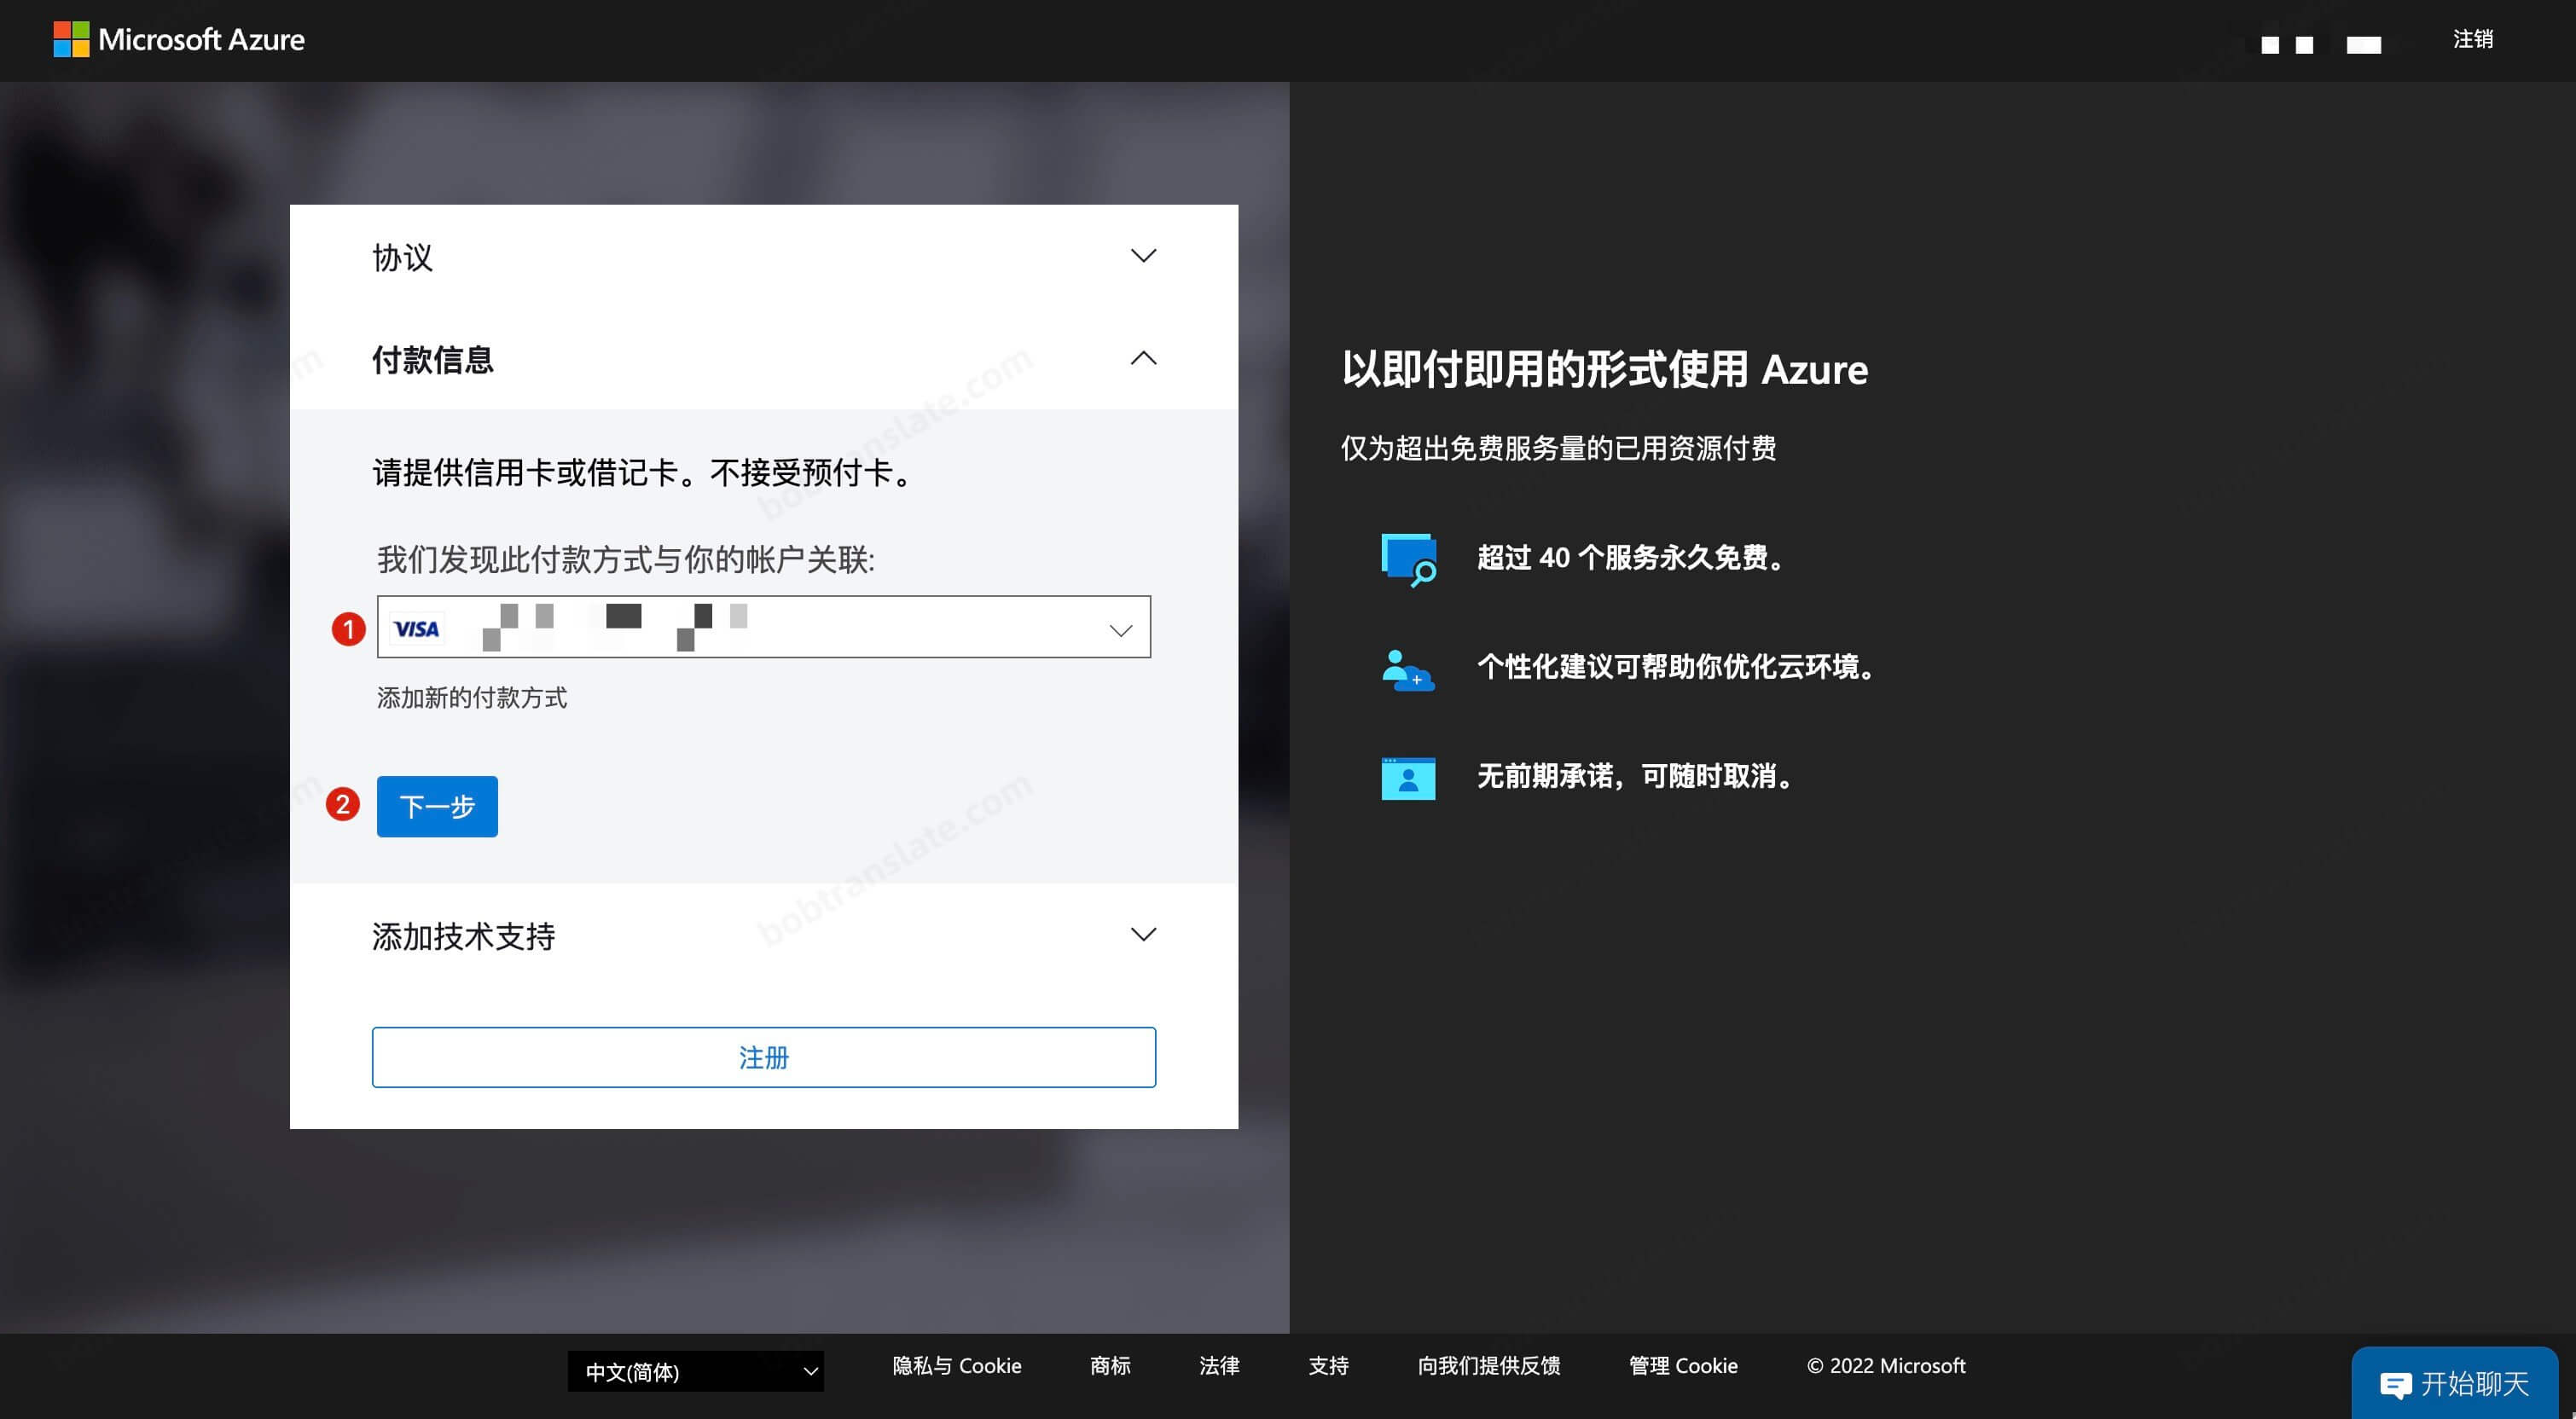 Microsoft Azure
注销
协议
付款信息
请提供信用卡或借记卡。不接受预付卡。
我们发现此付款方式与你的帐户关联:
1
VISA
添加新的付款方式
2
下一步
添加技术支持
注册
以即付即用的形式使用 Azure
仅为超出免费服务量的已用资源付费
超过 40 个服务永久免费。
个性化建议可帮助你优化云环境。
无前期承诺，可随时取消。
bobtranslate.com
bobtranslate.com
中文(简体)
隐私与 Cookie
商标
法律
支持
向我们提供反馈
管理 Cookie
© 2022 Microsoft
开始聊天